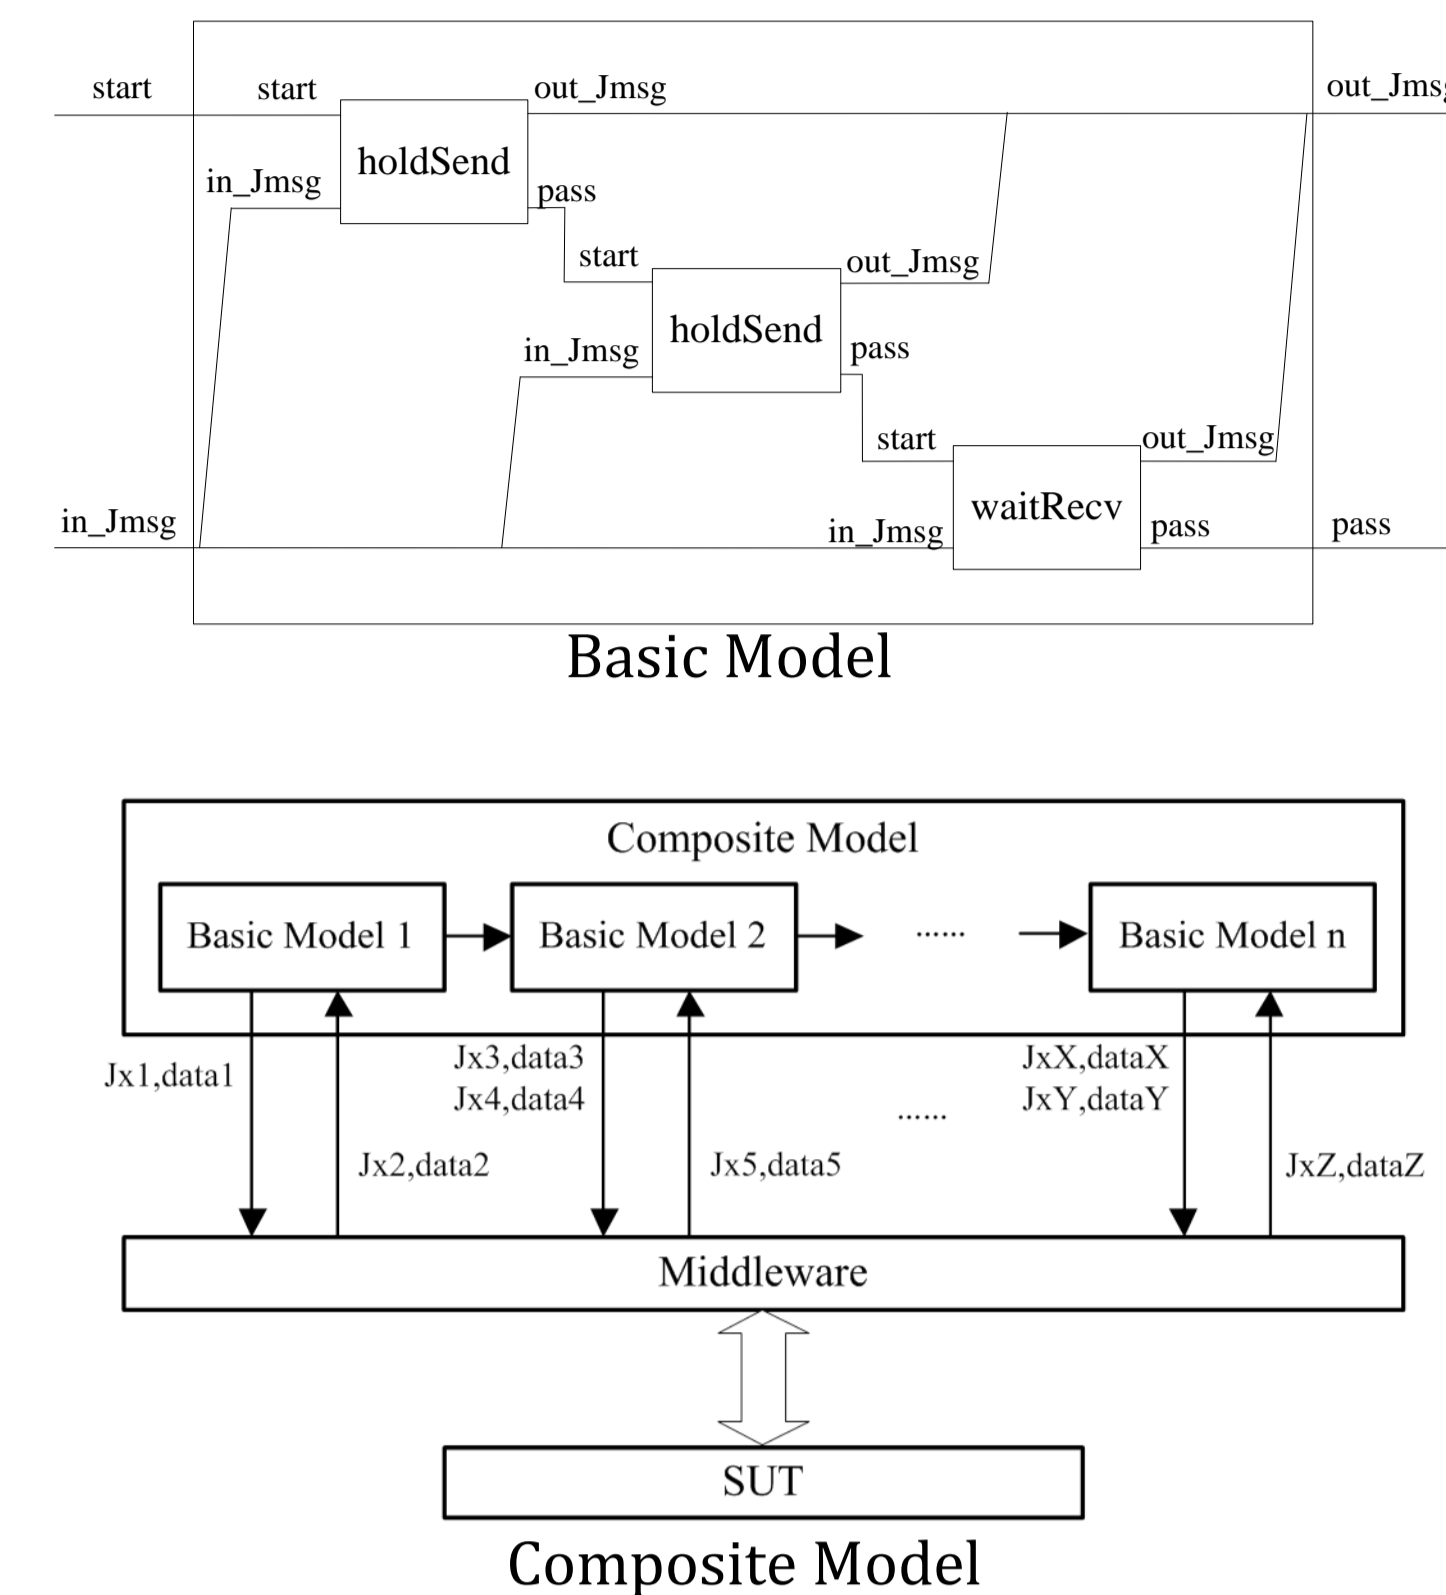 start
start
out_Jmsg
out_Jms
holdSend
in_Jmsg
pass
start
out_Jmsg
holdSend
in_Jmsg
pass
start
out_Jmsg
waitRecv
in_Jmsg
in_Jmsg
pass
pass
Basic Model
Composite Model
Basic Model 1
Basic Model 2
......
Basic Model n
Jx1,data1
Jx2,data2
Jx3,data3
Jx4,data4
Jx5,data5
......
JxX,dataX
JxY,dataY
JxZ,dataZ
Middleware
SUT
Composite Model